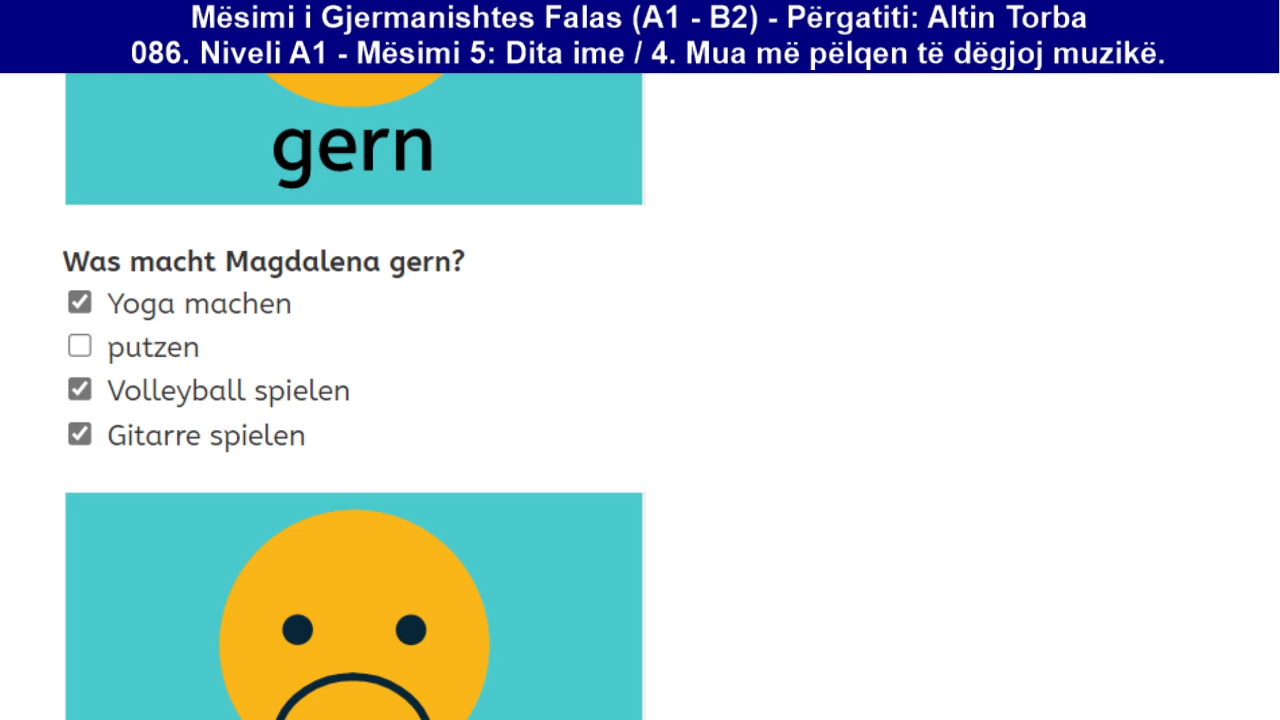 Mësimi i Gjermanishtes Falas (A1 - B2) - Përgatiti: Altin Torba
086. Niveli A1 - Mësimi 5: Dita ime / 4. Mua më pëlqen të dëgjoj muzikë.
gern
Was macht Magdalena gern?
Yoga machen
putzen
Volleyball spielen
Gitarre spielen